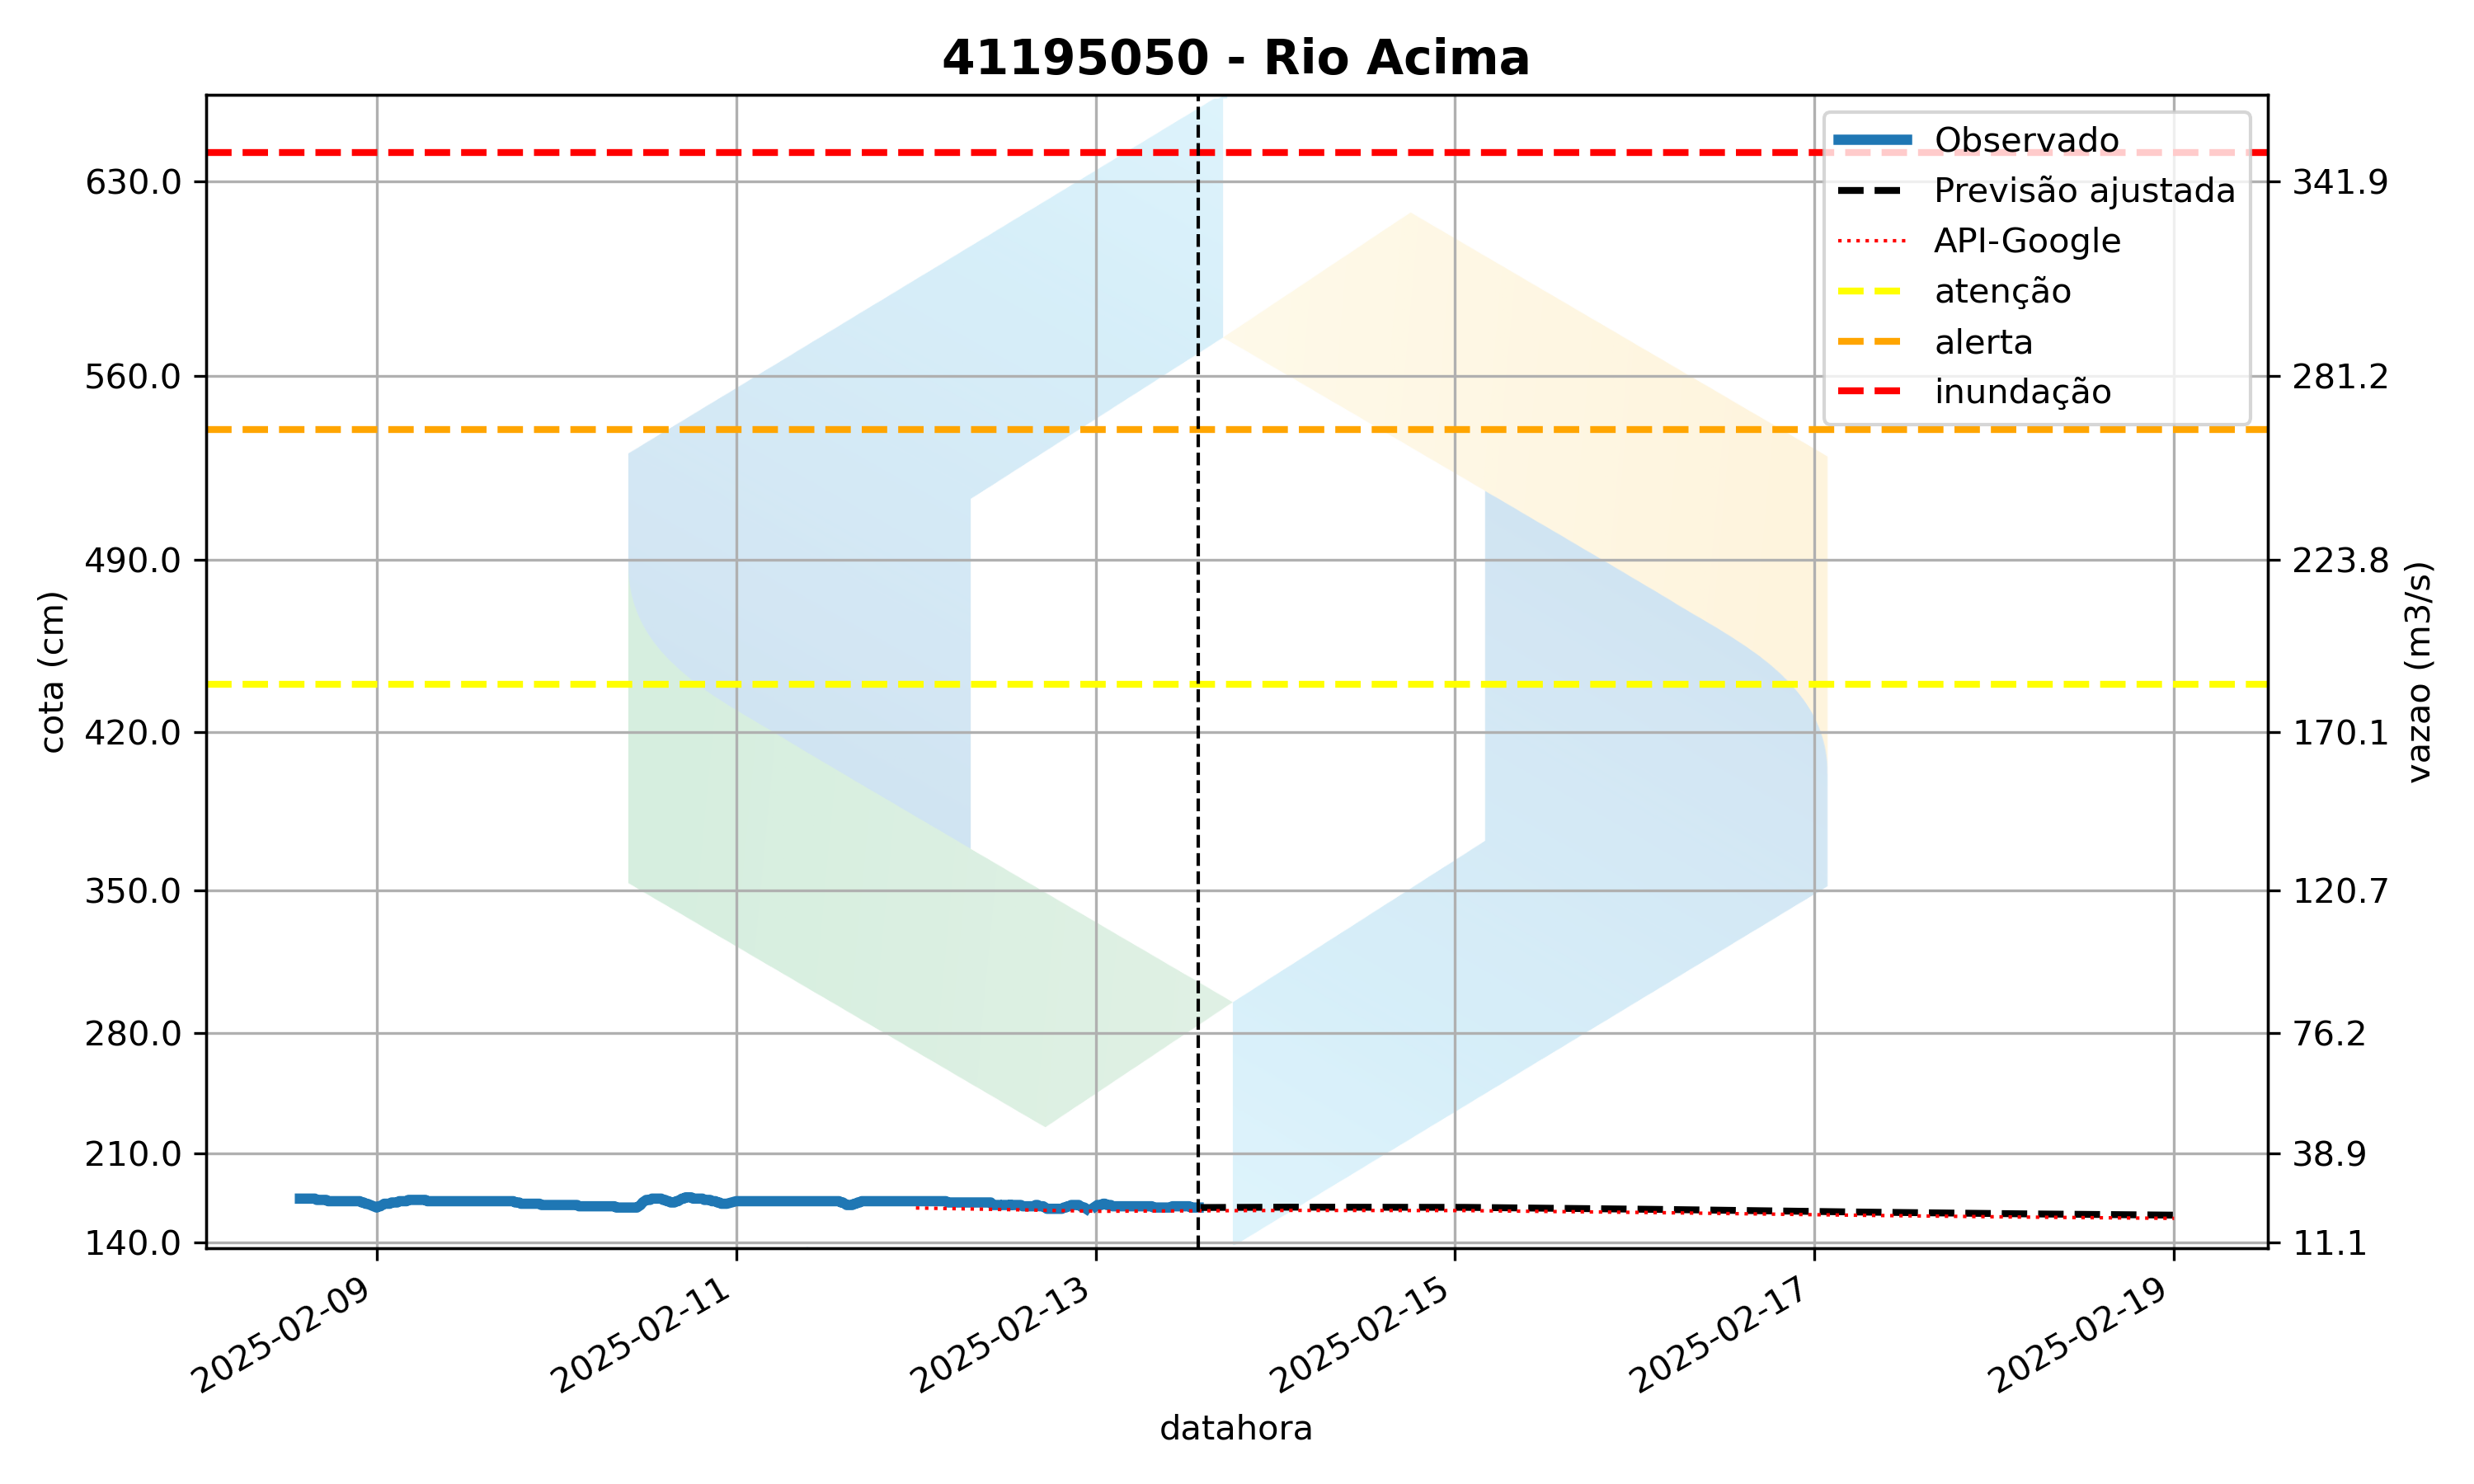 41195050 - Rio Acima
Observado
Previsão ajustada
API-Google
atenção
alerta
inundação
630.0
560.0
490.0
420.0
350.0
280.0
210.0
140.0
cota (cm)
341.9
281.2
223.8
170.1
120.7
76.2
38.9
11.1
vazao (m3/s)
2025-02-09
2025-02-11
2025-02-13
2025-02-15
2025-02-17
2025-02-19
datahora